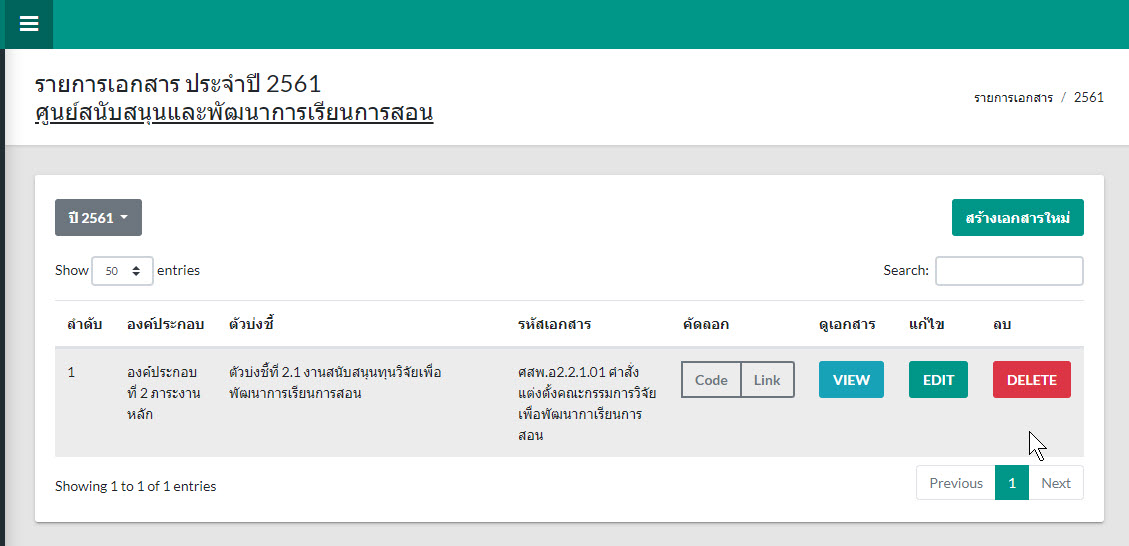 รายการเอกสาร ประจำปี 2561
ศูนย์สนับสนุนและพัฒนาการเรียนการสอน
รายการเอกสาร / 2561
ปี 2561
สร้างเอกสารใหม่
Show 50 entries
Search:
ลำดับ องค์ประกอบ ตัวบ่งชี้ รหัสเอกสาร คัดลอก ดูเอกสาร แก้ไข ลบ
1 องค์ประกอบ ตัวบ่งชี้ที่ 2.1 งานสนับสนุนทุนวิจัยเพื่อ ศสพ.อ2.2.1.01 คำสั่ง Code Link VIEW EDIT DELETE
ที่ 2 ภาระงาน พัฒนาการเรียนการสอน แต่งตั้งคณะกรรมการวิจัย
หลัก เพื่อพัฒนากาเรียนการ
สอน
Showing 1 to 1 of 1 entries
Previous 1 Next